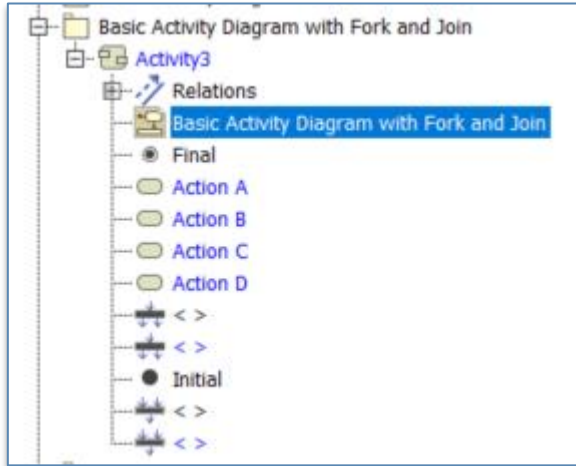 Basic Activity Diagram with Fork and Join
Activity3
Relations
Basic Activity Diagram with Fork and Join
Final
Action A
Action B
Action C
Action D
< >
< >
Initial
< >
< >